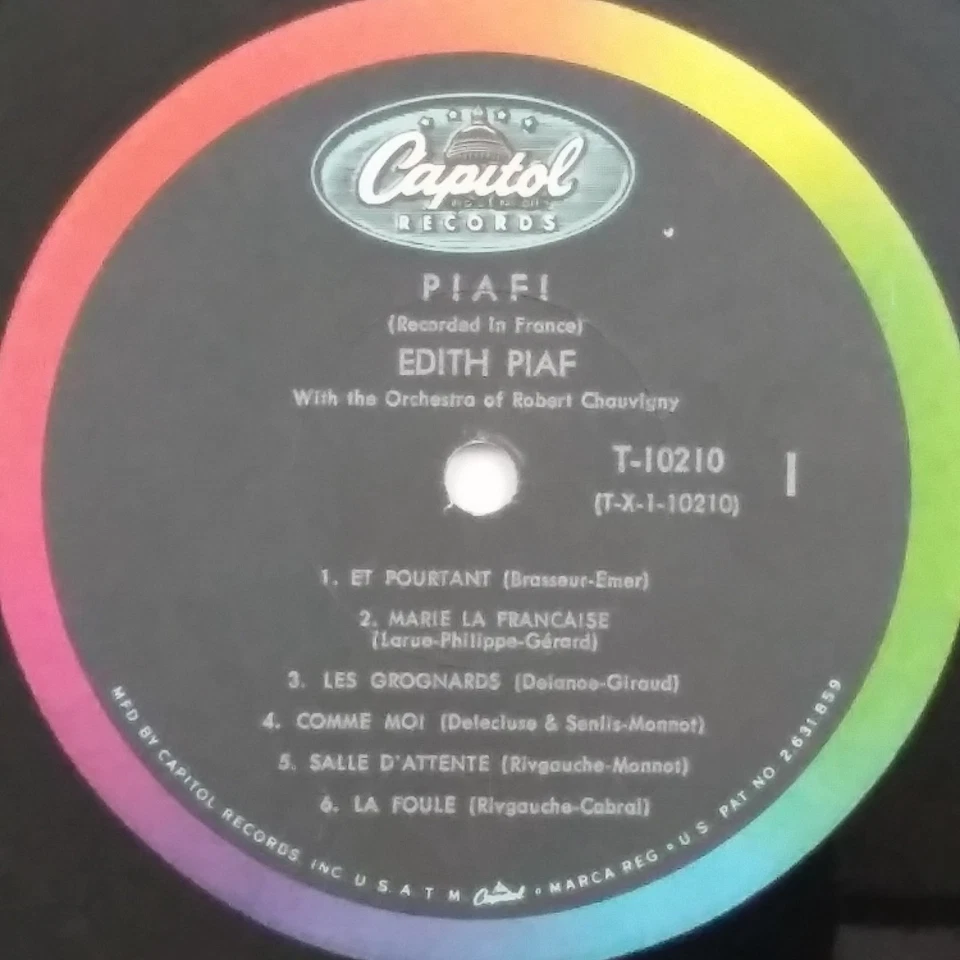 Capitol
RECORDS
PIAF!
(Recorded in France)
EDITH PIAF
With the Orchestra of Robert Chauvigny
T-10210
1
(T-X-1-10210)
1. ET POURTANT (Brasseur-Emer)
2. MARIE LA FRANCAISE
(Larue-Philippe-Gérard)
3. LES GROGNARDS (Delanoe-Giraud)
4. COMME MOI (Delecluse & Senlis-Monnot)
5. SALLE D'ATTENTE (Rivgauche-Monnot)
6. LA FOULE (Rivgauche-Cabral)
MFD BY CAPITOL RECORDS, INC U S A T M Capitol • MARCA REG • U S PAT NO 2,631,859